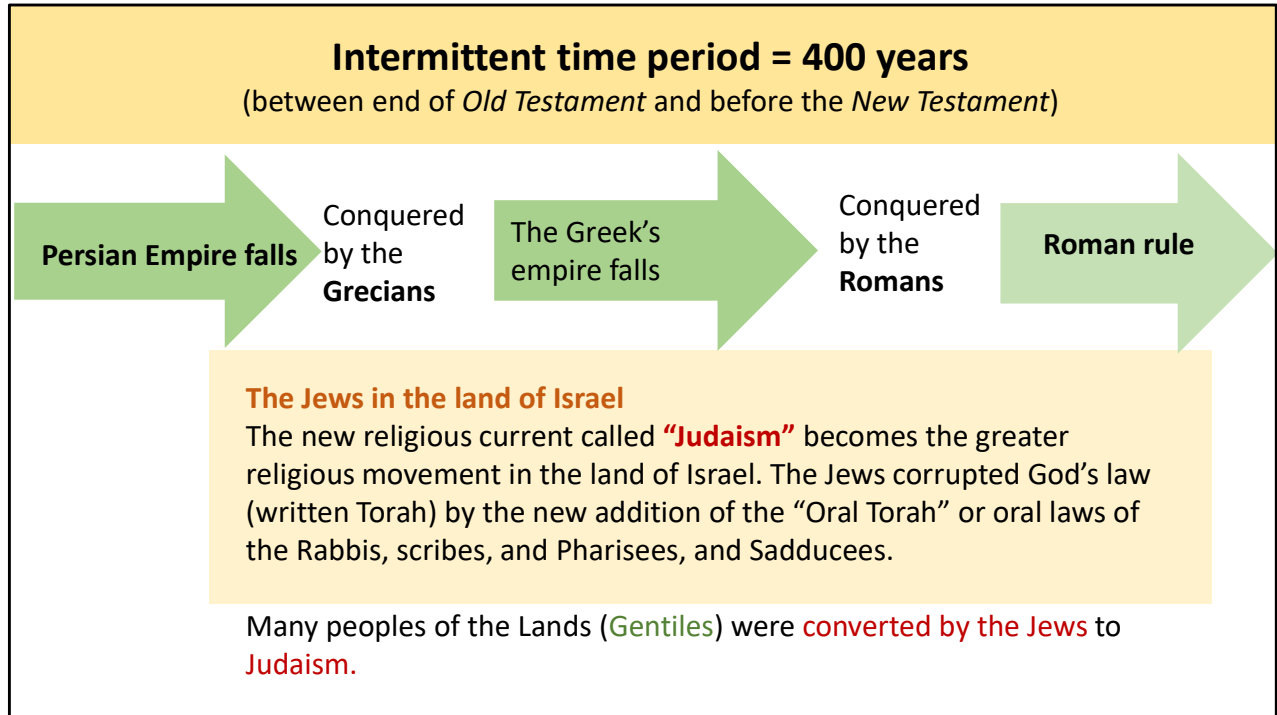 Intermittent time period = 400 years
(between end of Old Testament and before the New Testament)
Persian Empire falls
Conquered
by the
Grecians
The Greek’s
empire falls
Conquered
by the
Romans
Roman rule
The Jews in the land of Israel
The new religious current called “Judaism” becomes the greater
religious movement in the land of Israel. The Jews corrupted God’s law
(written Torah) by the new addition of the “Oral Torah” or oral laws of
the Rabbis, scribes, and Pharisees, and Sadducees.
Many peoples of the Lands (Gentiles) were converted by the Jews to
Judaism.